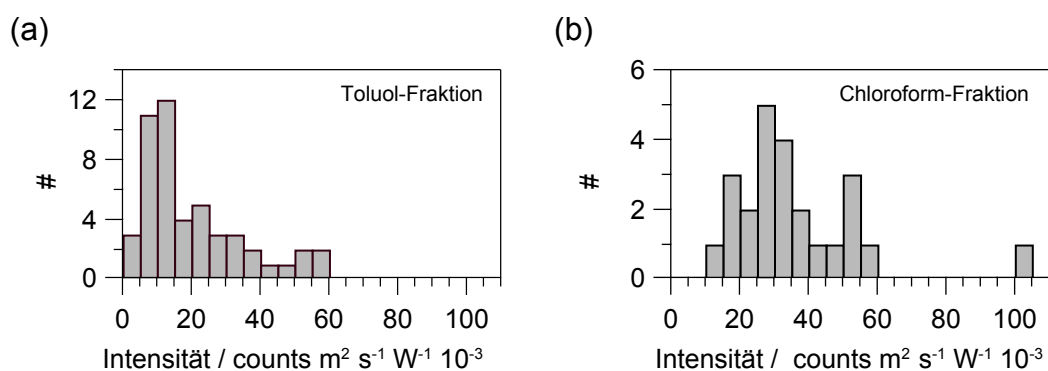 (a)
Toluol-Fraktion
12
8
4
0
#
0 20 40 60 80 100
Intensität / counts m² s⁻¹ W⁻¹ 10⁻³
(b)
Chloroform-Fraktion
6
4
2
0
#
0 20 40 60 80 100
Intensität / counts m² s⁻¹ W⁻¹ 10⁻³